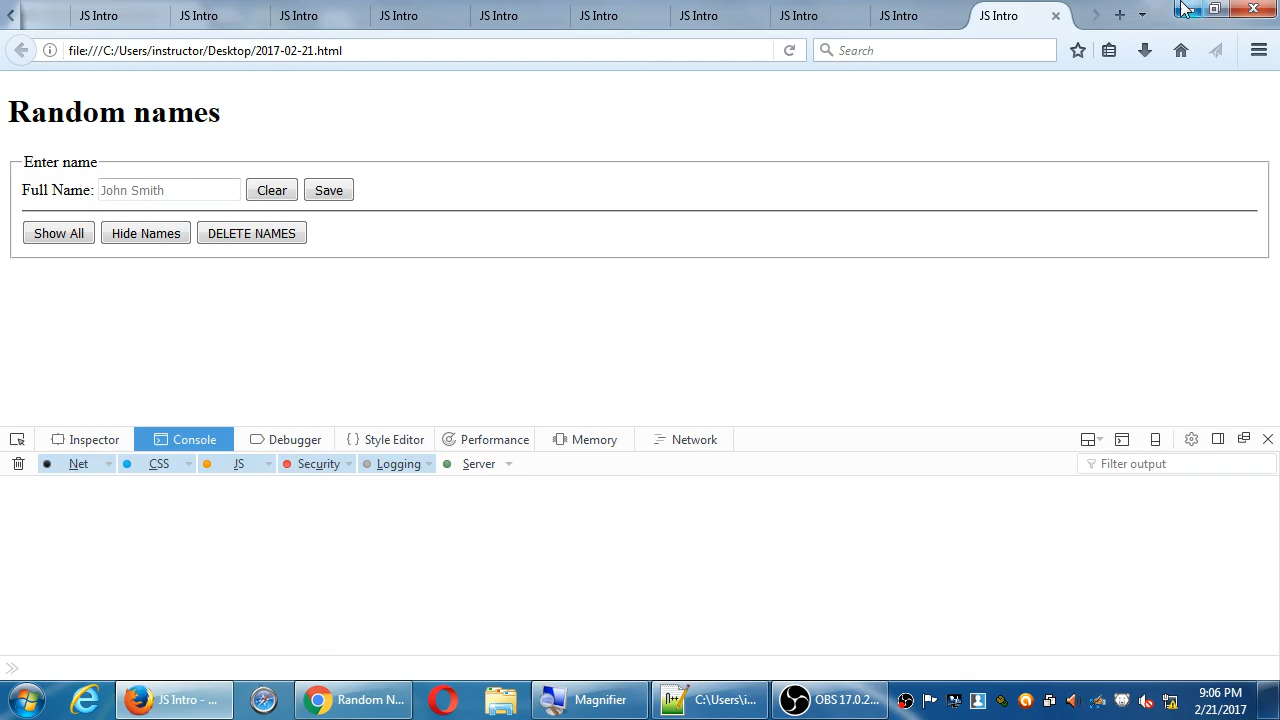 JS Intro JS Intro JS Intro JS Intro JS Intro JS Intro JS Intro JS Intro JS Intro JS Intro
file:///C:/Users/instructor/Desktop/2017-02-21.html Search
Random names
Enter name
Full Name: John Smith Clear Save
Show All Hide Names DELETE NAMES
Inspector Console Debugger Style Editor Performance Memory Network
Net CSS JS Security Logging Server Filter output
JS Intro - ... Random N... Magnifier C:\Users\i... OBS 17.0.2... 9:06 PM
2/21/2017